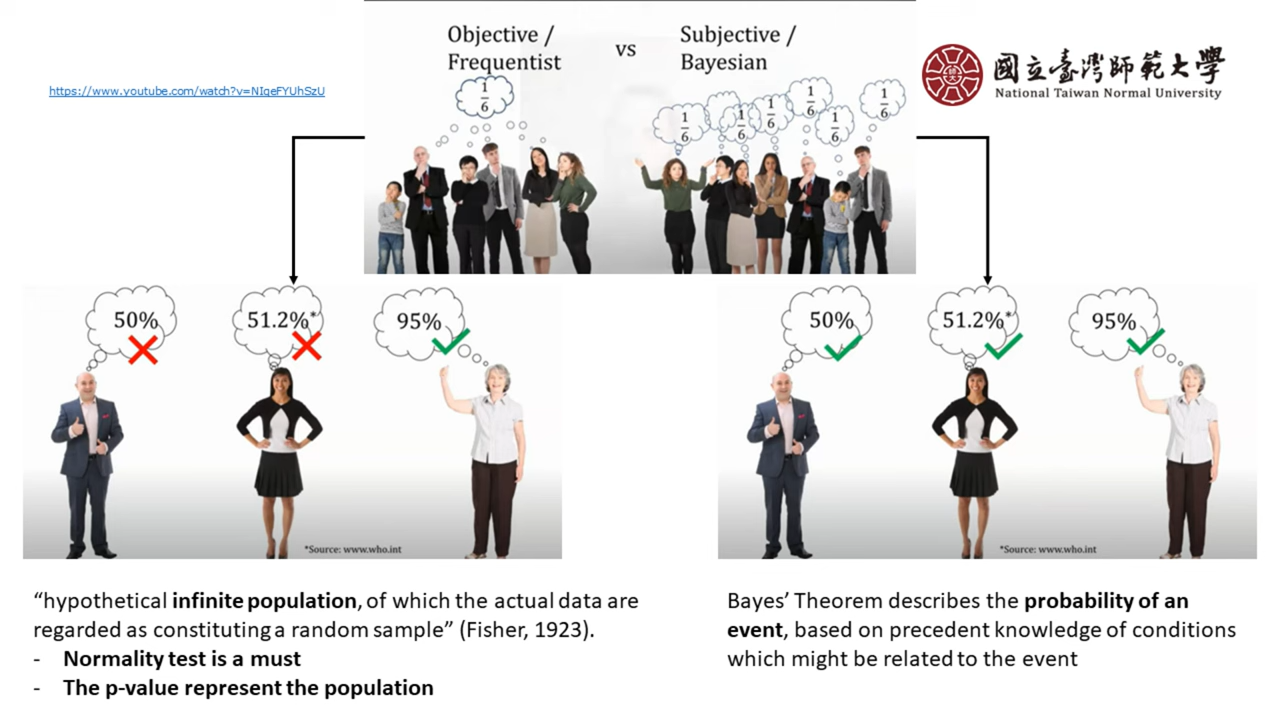 Objective /
Frequentist
vs
Subjective /
Bayesian
https://www.youtube.com/watch?v=NIqeFYUhSzU
國立臺灣師範大學
National Taiwan Normal University
1
6
1
6
1
6
1
6
1
6
1
6
1
6
50%
51.2%*
95%
*Source: www.who.int
50%
51.2%*
95%
*Source: www.who.int
“hypothetical infinite population, of which the actual data are
regarded as constituting a random sample” (Fisher, 1923).
- Normality test is a must
- The p-value represent the population
Bayes’ Theorem describes the probability of an
event, based on precedent knowledge of conditions
which might be related to the event